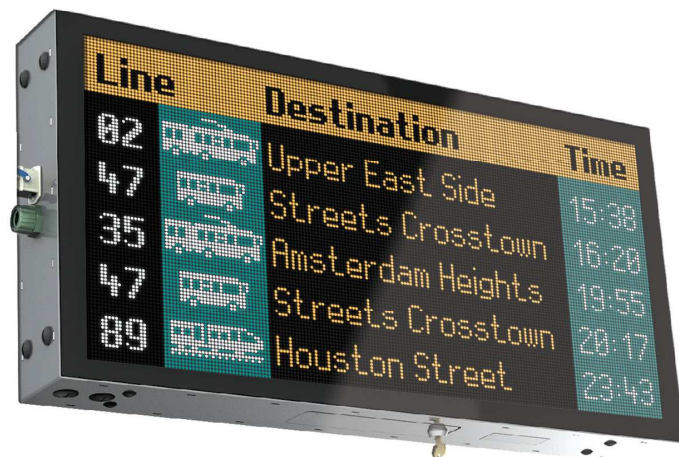 Line Destination Time
02 Upper East Side 15:38
47 Streets Crosstown 16:20
35 Amsterdam Heights 19:55
47 Streets Crosstown 20:17
89 Houston Street 23:43